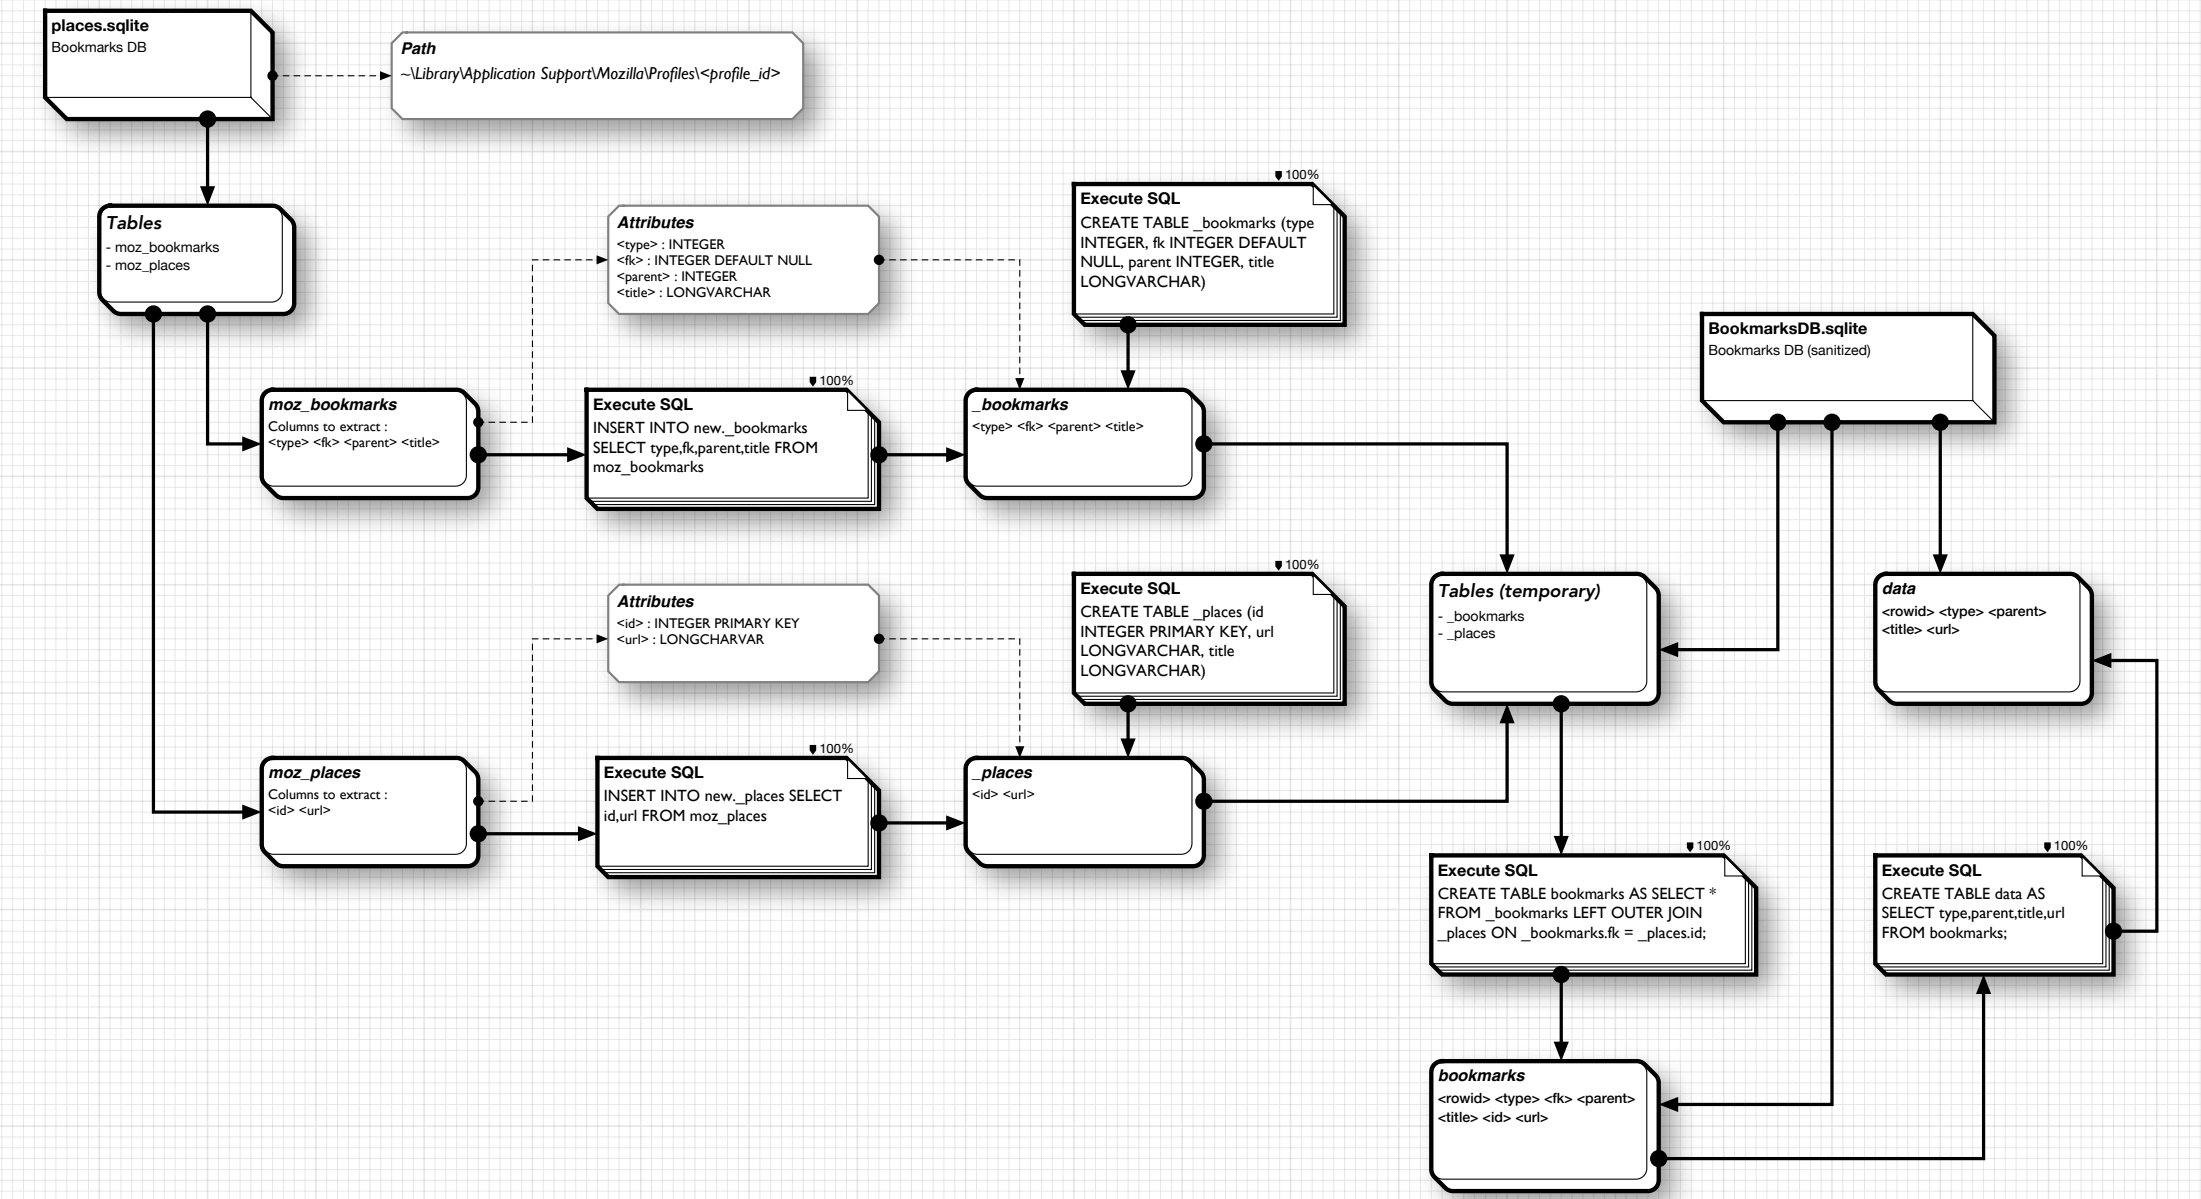 places.sqlite
Bookmarks DB
Path
~\Library\Application Support\Mozilla\Profiles\<profile_id>
Tables
- moz_bookmarks
- moz_places
Attributes
<type> : INTEGER
<fk> : INTEGER DEFAULT NULL
<parent> : INTEGER
<title> : LONGVARCHAR
100%
Execute SQL
CREATE TABLE _bookmarks (type
INTEGER, fk INTEGER DEFAULT
NULL, parent INTEGER, title
LONGVARCHAR)
BookmarksDB.sqlite
Bookmarks DB (sanitized)
moz_bookmarks
Columns to extract :
<type> <fk> <parent> <title>
100%
Execute SQL
INSERT INTO new._bookmarks
SELECT type,fk,parent,title FROM
moz_bookmarks
_bookmarks
<type> <fk> <parent> <title>
Attributes
<id> : INTEGER PRIMARY KEY
<url> : LONGCHARVAR
100%
Execute SQL
CREATE TABLE _places (id
INTEGER PRIMARY KEY, url
LONGVARCHAR, title
LONGVARCHAR)
Tables (temporary)
- _bookmarks
- _places
data
<rowid> <type> <parent>
<title> <url>
moz_places
Columns to extract :
<id> <url>
100%
Execute SQL
INSERT INTO new._places SELECT
id,url FROM moz_places
_places
<id> <url>
100%
Execute SQL
CREATE TABLE bookmarks AS SELECT *
FROM _bookmarks LEFT OUTER JOIN
_places ON _bookmarks.fk = _places.id;
100%
Execute SQL
CREATE TABLE data AS
SELECT type,parent,title,url
FROM bookmarks;
bookmarks
<rowid> <type> <fk> <parent>
<title> <id> <url>